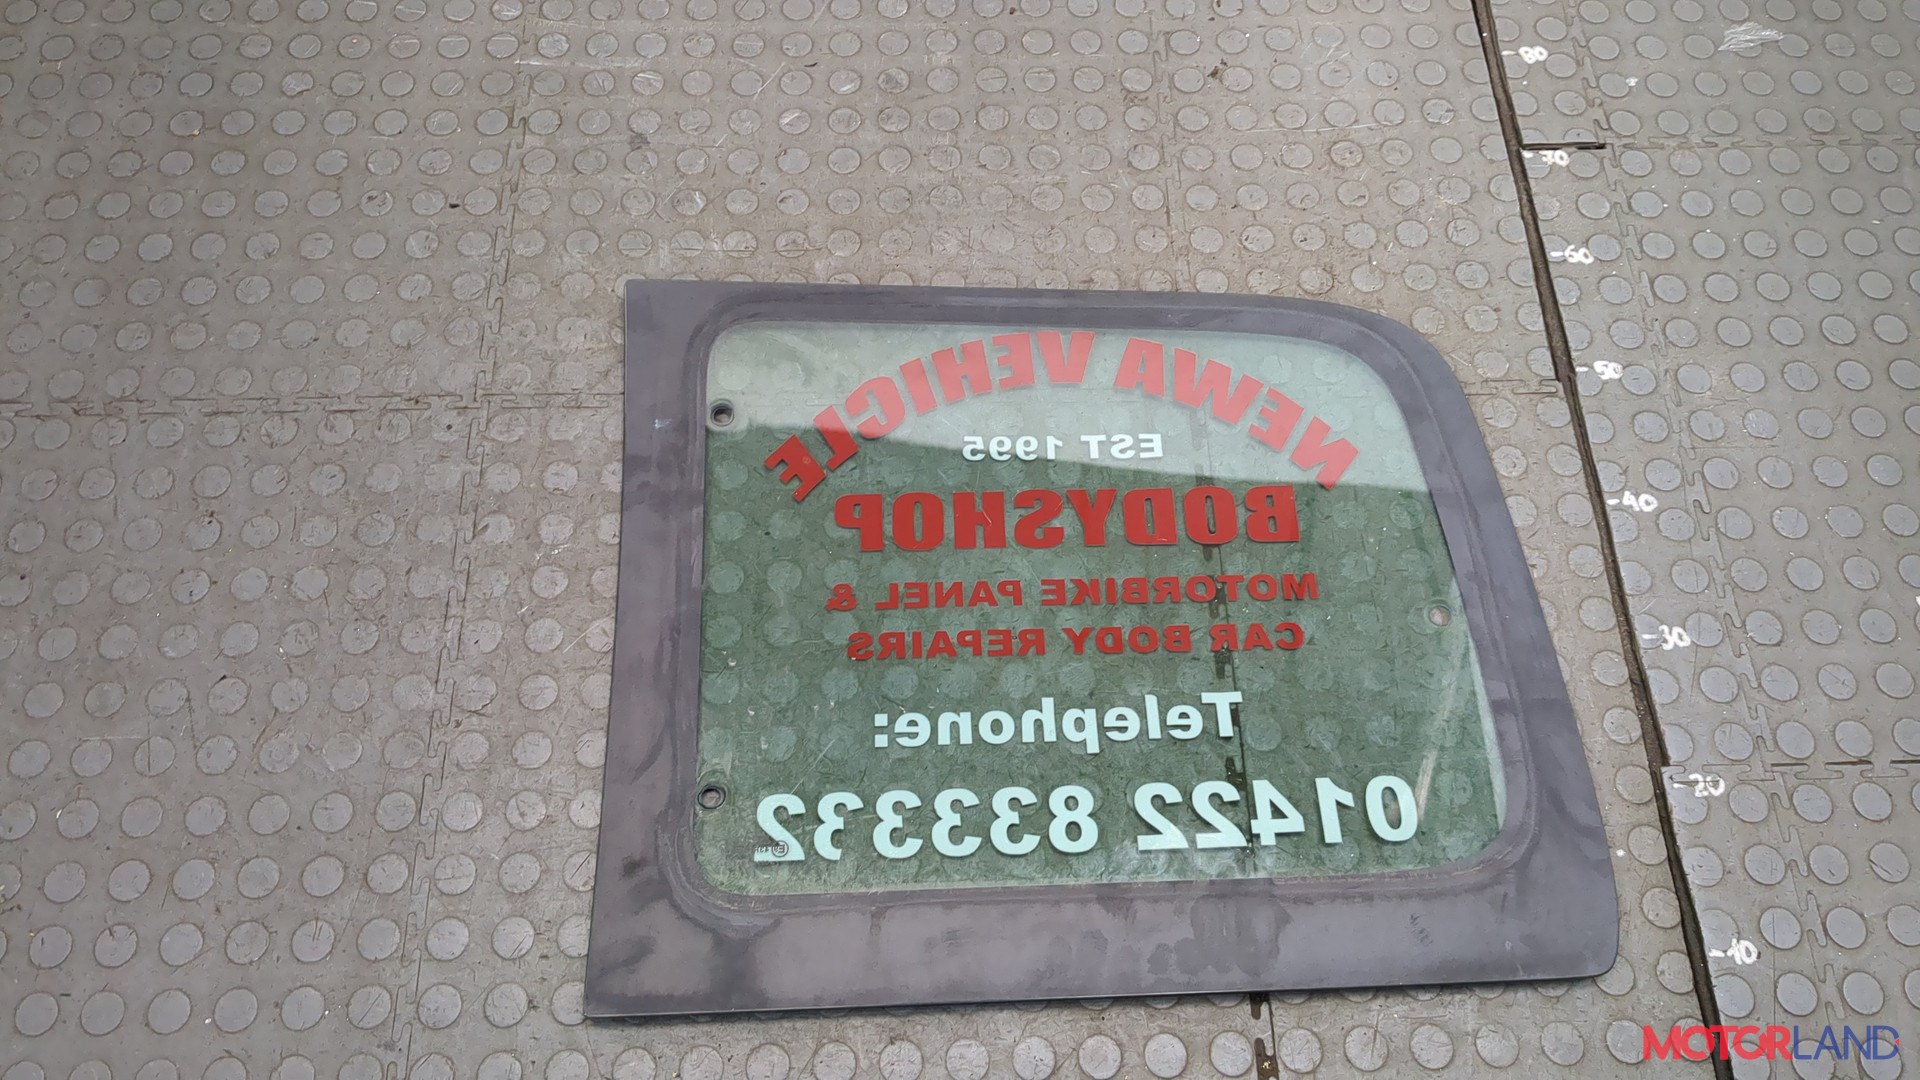 NEWA VEHICLE
EST 1995
BODYSHOP
MOTORBIKE PANEL &
CAR BODY REPAIRS
Telephone:
01422 833332
-80
-70
-60
-50
-40
-30
-20
-10
MOTORLAND